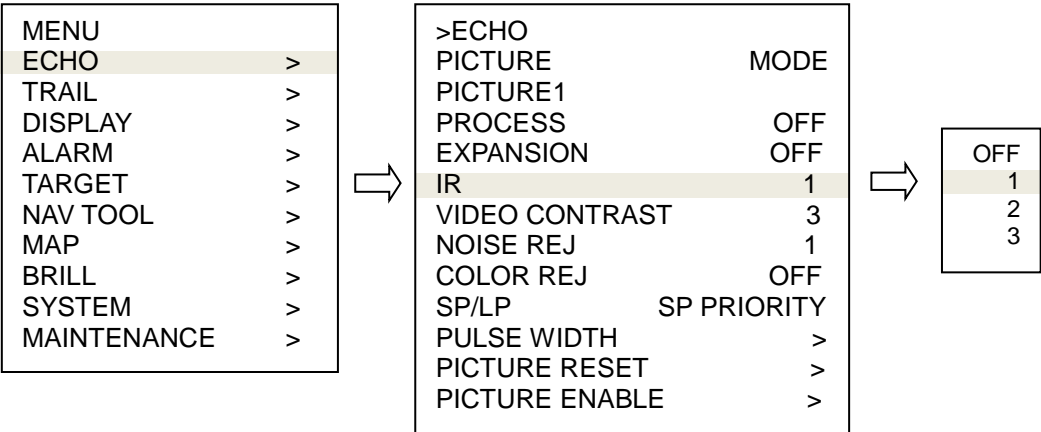 MENU
ECHO >
TRAIL >
DISPLAY >
ALARM >
TARGET >
NAV TOOL >
MAP >
BRILL >
SYSTEM >
MAINTENANCE >
>ECHO
PICTURE MODE
PICTURE1
PROCESS OFF
EXPANSION OFF
IR 1
VIDEO CONTRAST 3
NOISE REJ 1
COLOR REJ OFF
SP/LP SP PRIORITY
PULSE WIDTH >
PICTURE RESET >
PICTURE ENABLE >
OFF
1
2
3